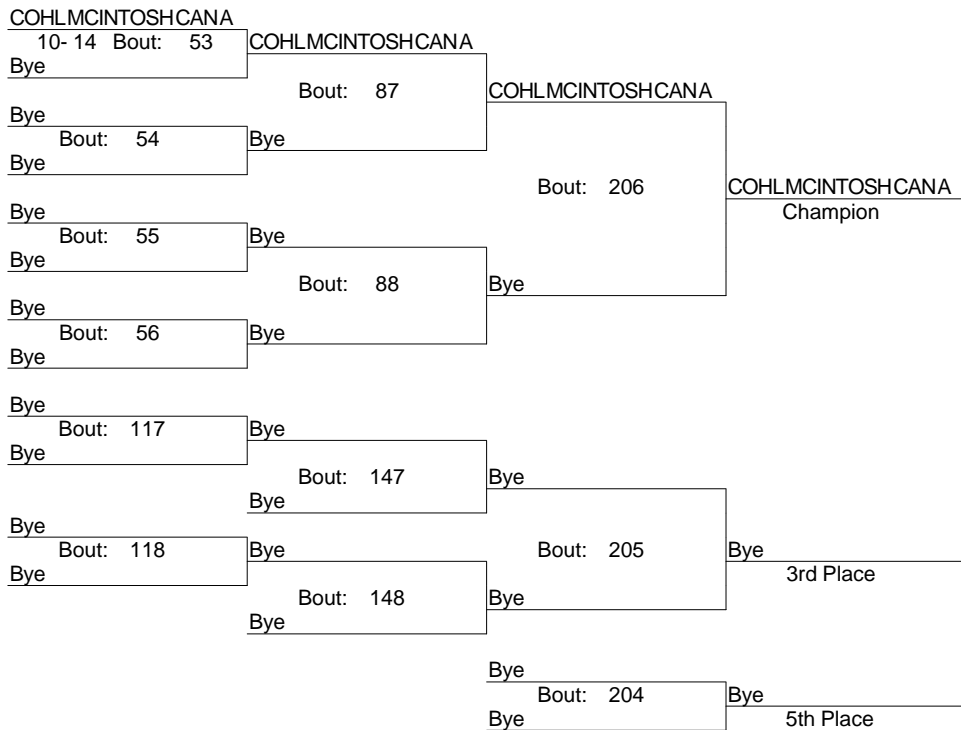 COHLMCINTOSHCANA
10- 14 Bout: 53 COHLMCINTOSHCANA
Bye
Bout: 87 COHLMCINTOSHCANA
Bye
Bout: 54 Bye
Bye
Bout: 206 COHLMCINTOSHCANA
Bye Champion
Bout: 55 Bye
Bye
Bout: 88 Bye
Bye
Bout: 56 Bye
Bye
Bye
Bout: 117 Bye
Bye
Bout: 147 Bye
Bye
Bye
Bout: 118 Bye Bout: 205 Bye
Bye 3rd Place
Bout: 148 Bye
Bye
Bye
Bout: 204 Bye
Bye 5th Place